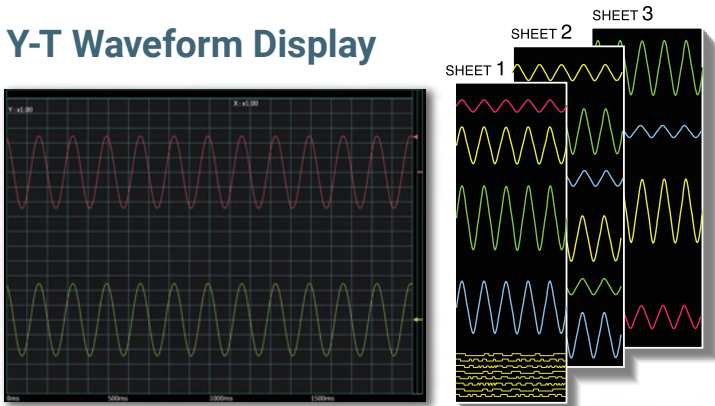 Y-T Waveform Display
SHEET 3
SHEET 2
SHEET 1
Y: x1.00
X: x1.00
0ms
500ms
1000ms
1500ms